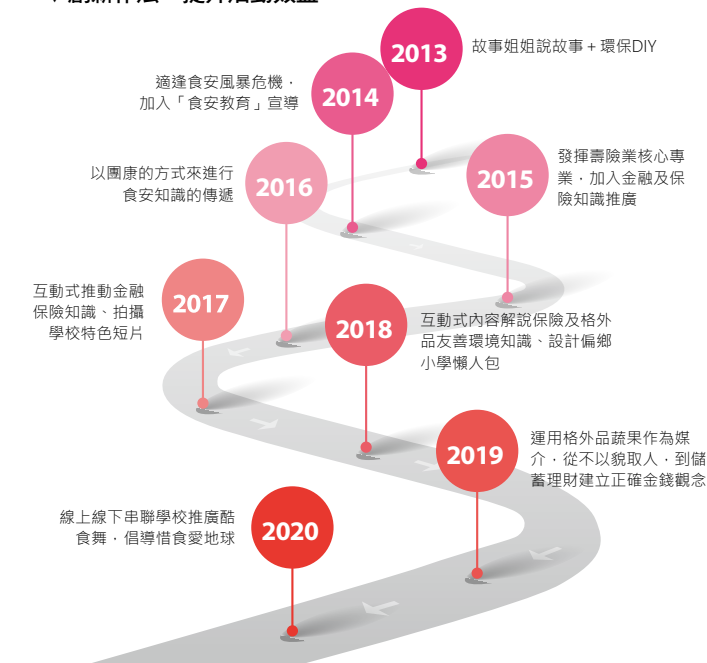 2013
故事姐姐說故事+環保DIY
2014
適逢食安風暴危機，
加入「食安教育」宣導
2015
發揮壽險業核心專
業，加入金融及保
險知識推廣
2016
以團康的方式來進行
食安知識的傳遞
2017
互動式推動金融
保險知識、拍攝
學校特色短片
2018
互動式內容解說保險及格外
品友善環境知識、設計偏鄉
小學懶人包
2019
運用格外品蔬果作為媒
介，從不以貌取人，到儲
蓄理財建立正確金錢觀念
2020
線上線下串聯學校推廣酷
食舞，倡導惜食愛地球